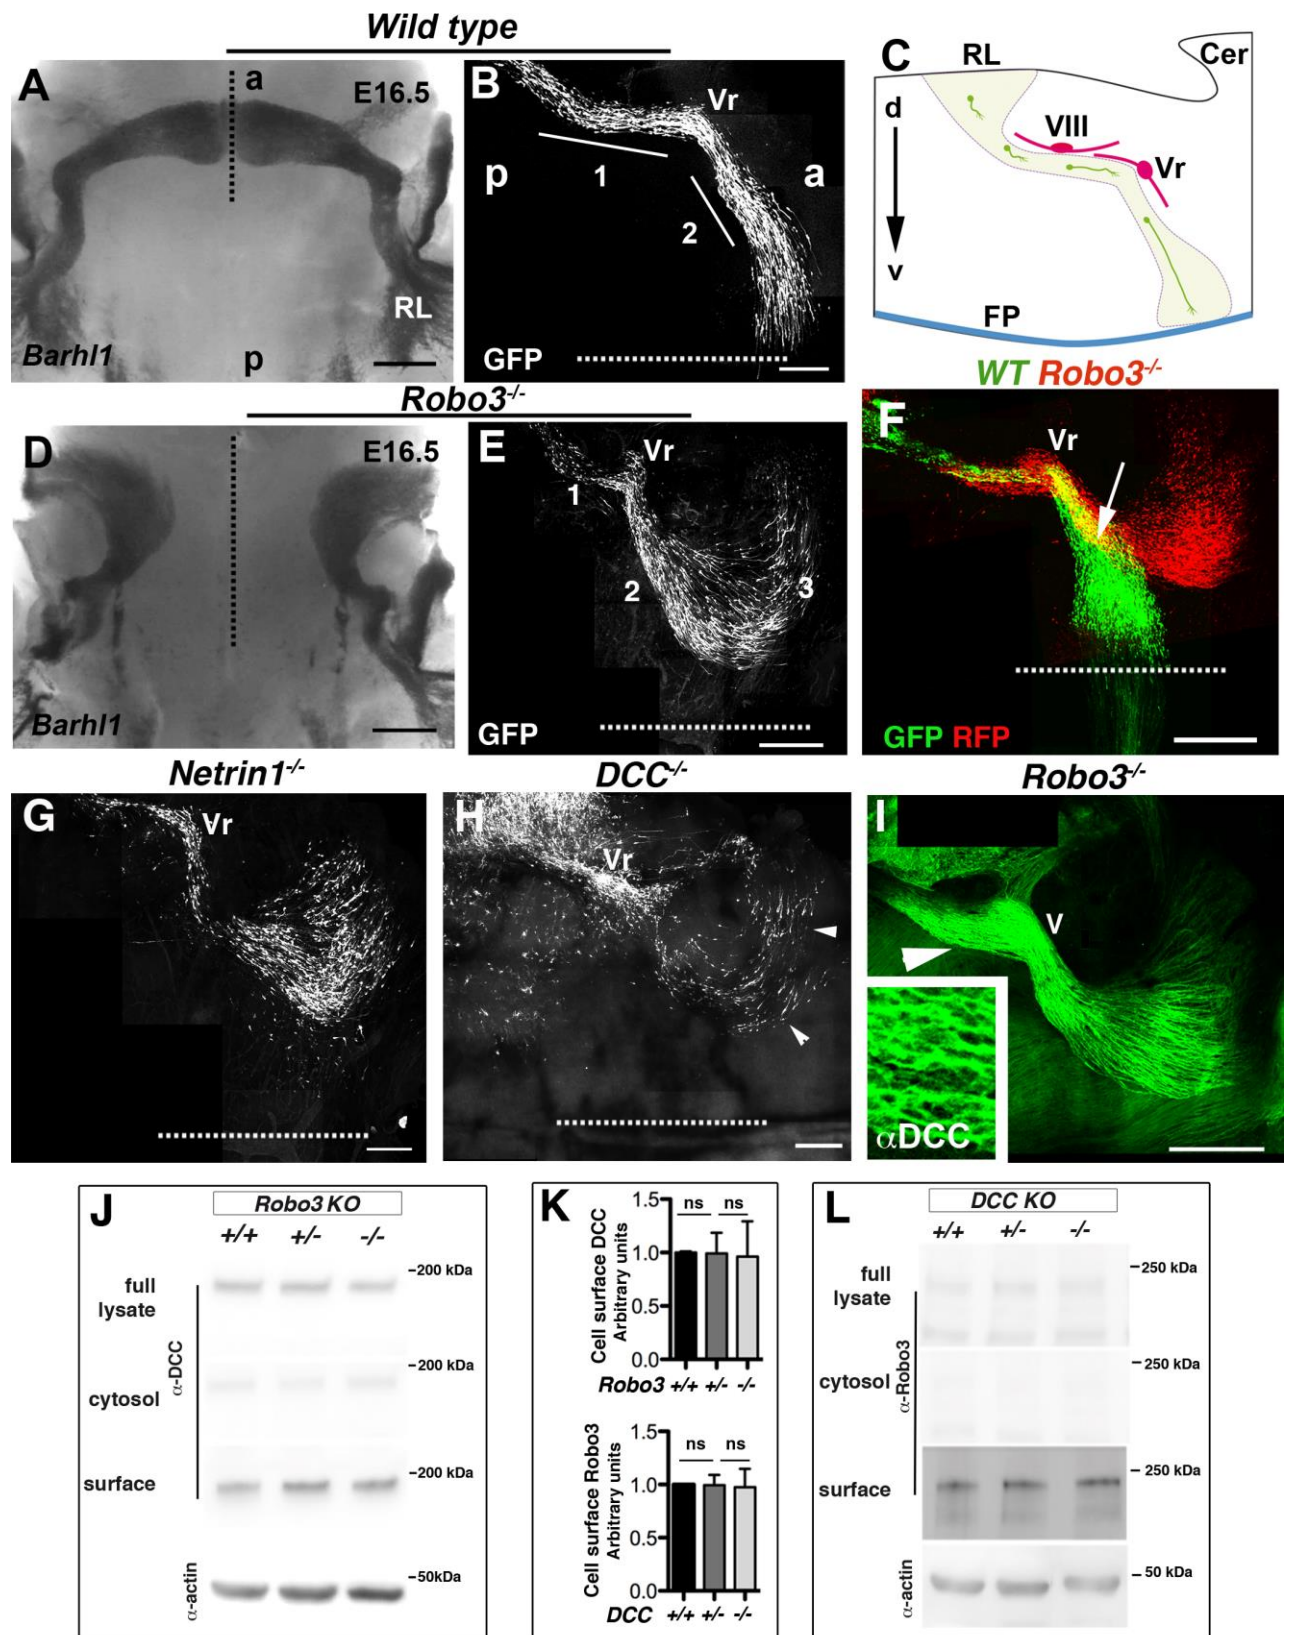 Wild type
A
a
E16.5
RL
Barhl1
p
B
Vr
p
1
a
2
GFP
C
RL
Cer
d
VIII
Vr
v
FP
Robo3-/-
WT Robo3-/-
D
E16.5
Barhl1
E
Vr
1
2
3
GFP
F
Vr
GFP RFP
Netrin1-/-
DCC-/-
Robo3-/-
G
Vr
H
Vr
I
V
αDCC
J
Robo3 KO
+/+ +/- -/-
full
lysate
-200 kDa
α-DCC
cytosol
-200 kDa
surface
-200 kDa
α-actin
-50kDa
K
Cell surface DCC
Arbitrary units
1.5
1.0
0.5
0.0
ns ns
Robo3 +/+ +/- -/-
Cell surface Robo3
Arbitrary units
1.5
1.0
0.5
0.0
ns ns
DCC +/+ +/- -/-
L
DCC KO
+/+ +/- -/-
full
lysate
- 250 kDa
α-Robo3
cytosol
- 250 kDa
surface
- 250 kDa
α-actin
- 50 kDa